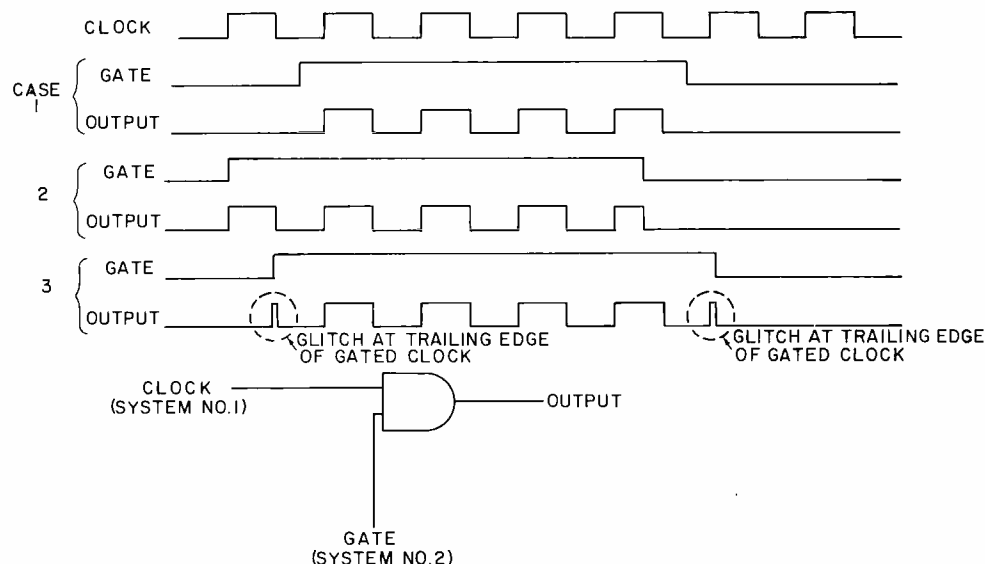 CLOCK
CASE
1
GATE
OUTPUT
2
GATE
OUTPUT
3
GATE
OUTPUT
GLITCH AT TRAILING EDGE
OF GATED CLOCK
GLITCH AT TRAILING EDGE
OF GATED CLOCK
CLOCK
(SYSTEM NO.1)
OUTPUT
GATE
(SYSTEM NO.2)